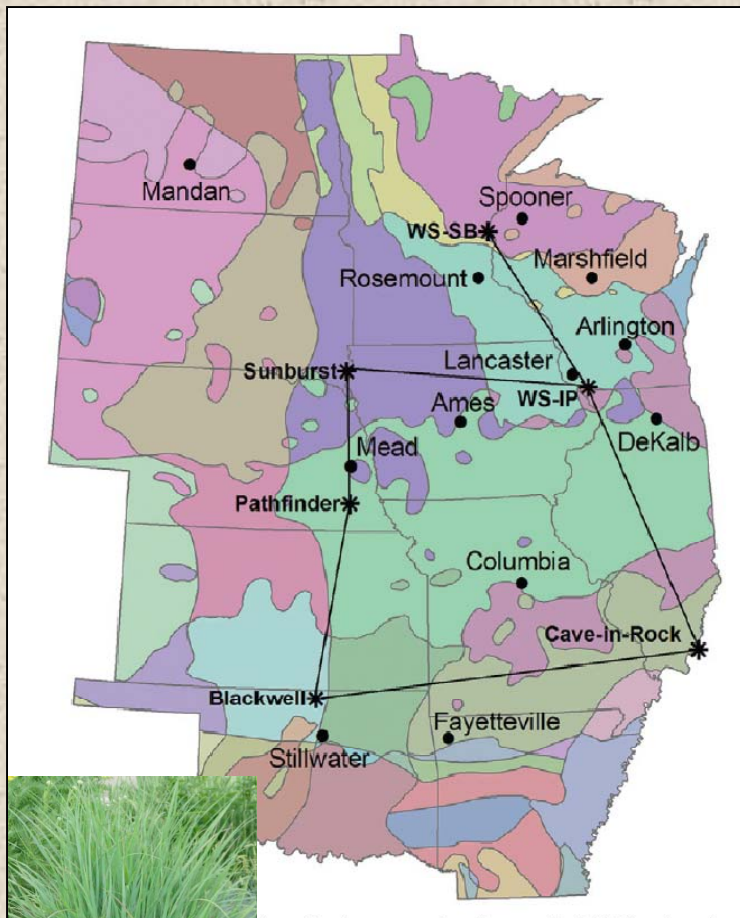 Mandan
Spooner
WS-SB
Rosemount
Marshfield
Arlington
Sunburst
Lancaster
WS-IP
Ames
DeKalb
Mead
Pathfinder
Columbia
Cave-in-Rock
Blackwell
Fayetteville
Stillwater